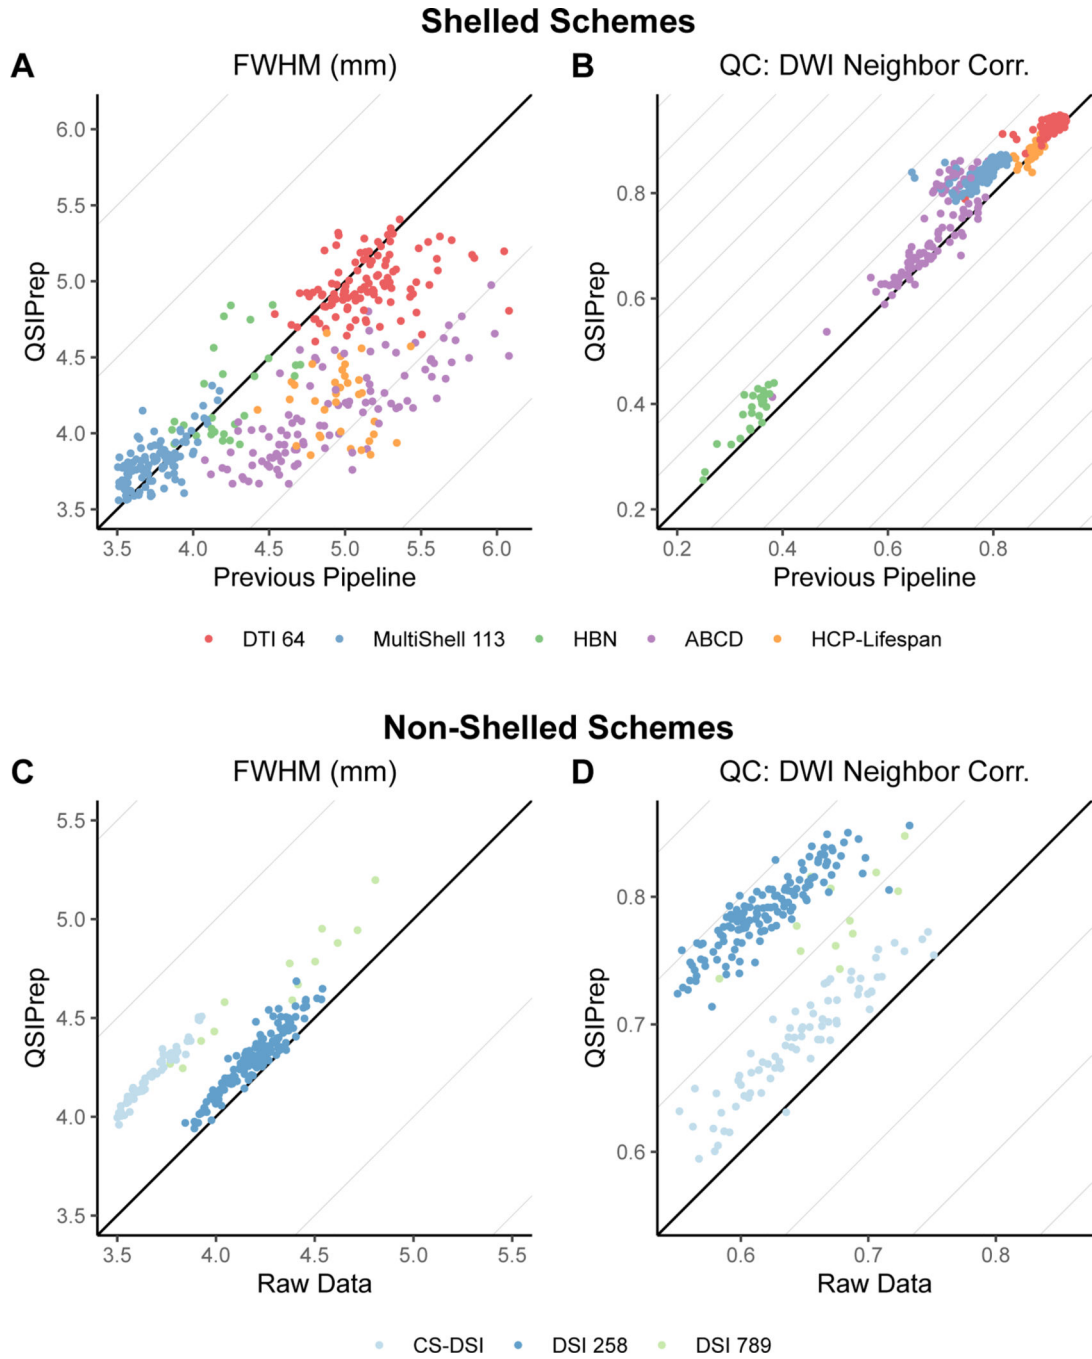 Shelled Schemes
A
FWHM (mm)
B
QC: DWI Neighbor Corr.
QSIPrep
6.0
5.5
5.0
4.5
4.0
3.5
3.5 4.0 4.5 5.0 5.5 6.0
Previous Pipeline
QSIPrep
0.8
0.6
0.4
0.2
0.2 0.4 0.6 0.8
Previous Pipeline
DTI 64 MultiShell 113 HBN ABCD HCP-Lifespan
Non-Shelled Schemes
C
FWHM (mm)
D
QC: DWI Neighbor Corr.
QSIPrep
5.5
5.0
4.5
4.0
3.5
3.5 4.0 4.5 5.0 5.5
Raw Data
QSIPrep
0.8
0.7
0.6
0.6 0.7 0.8
Raw Data
CS-DSI DSI 258 DSI 789